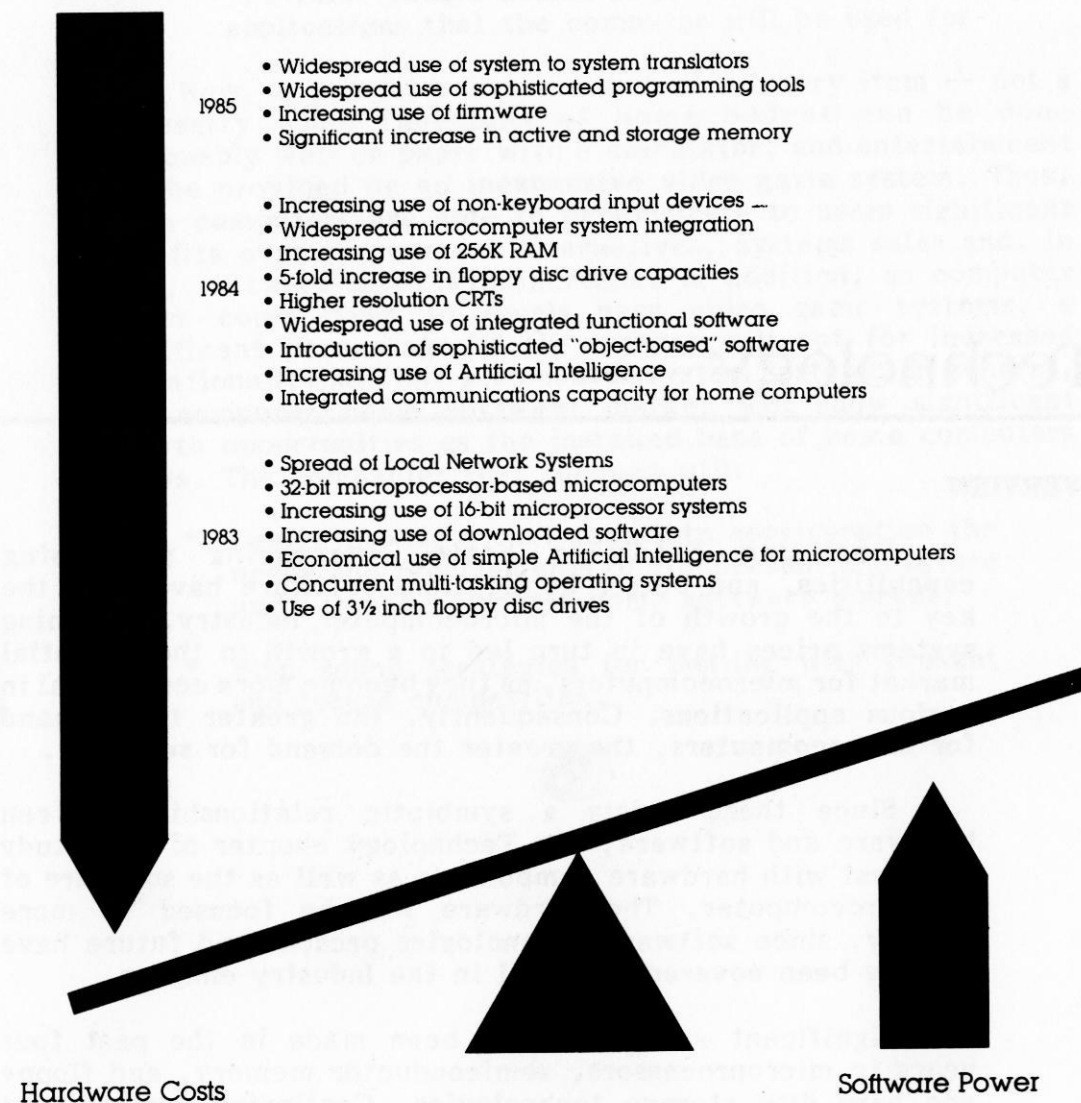 • Widespread use of system to system translators
1985 • Widespread use of sophisticated programming tools
• Increasing use of firmware
• Significant increase in active and storage memory
• Increasing use of non-keyboard input devices
• Widespread microcomputer system integration
• Increasing use of 256K RAM
• 5-fold increase in floppy disc drive capacities
1984 • Higher resolution CRTs
• Widespread use of integrated functional software
• Introduction of sophisticated "object-based" software
• Increasing use of Artificial Intelligence
• Integrated communications capacity for home computers
• Spread of Local Network Systems
• 32-bit microprocessor-based microcomputers
• Increasing use of 16-bit microprocessor systems
1983 • Increasing use of downloaded software
• Economical use of simple Artificial Intelligence for microcomputers
• Concurrent multi-tasking operating systems
• Use of 3½ inch floppy disc drives
Hardware Costs
Software Power